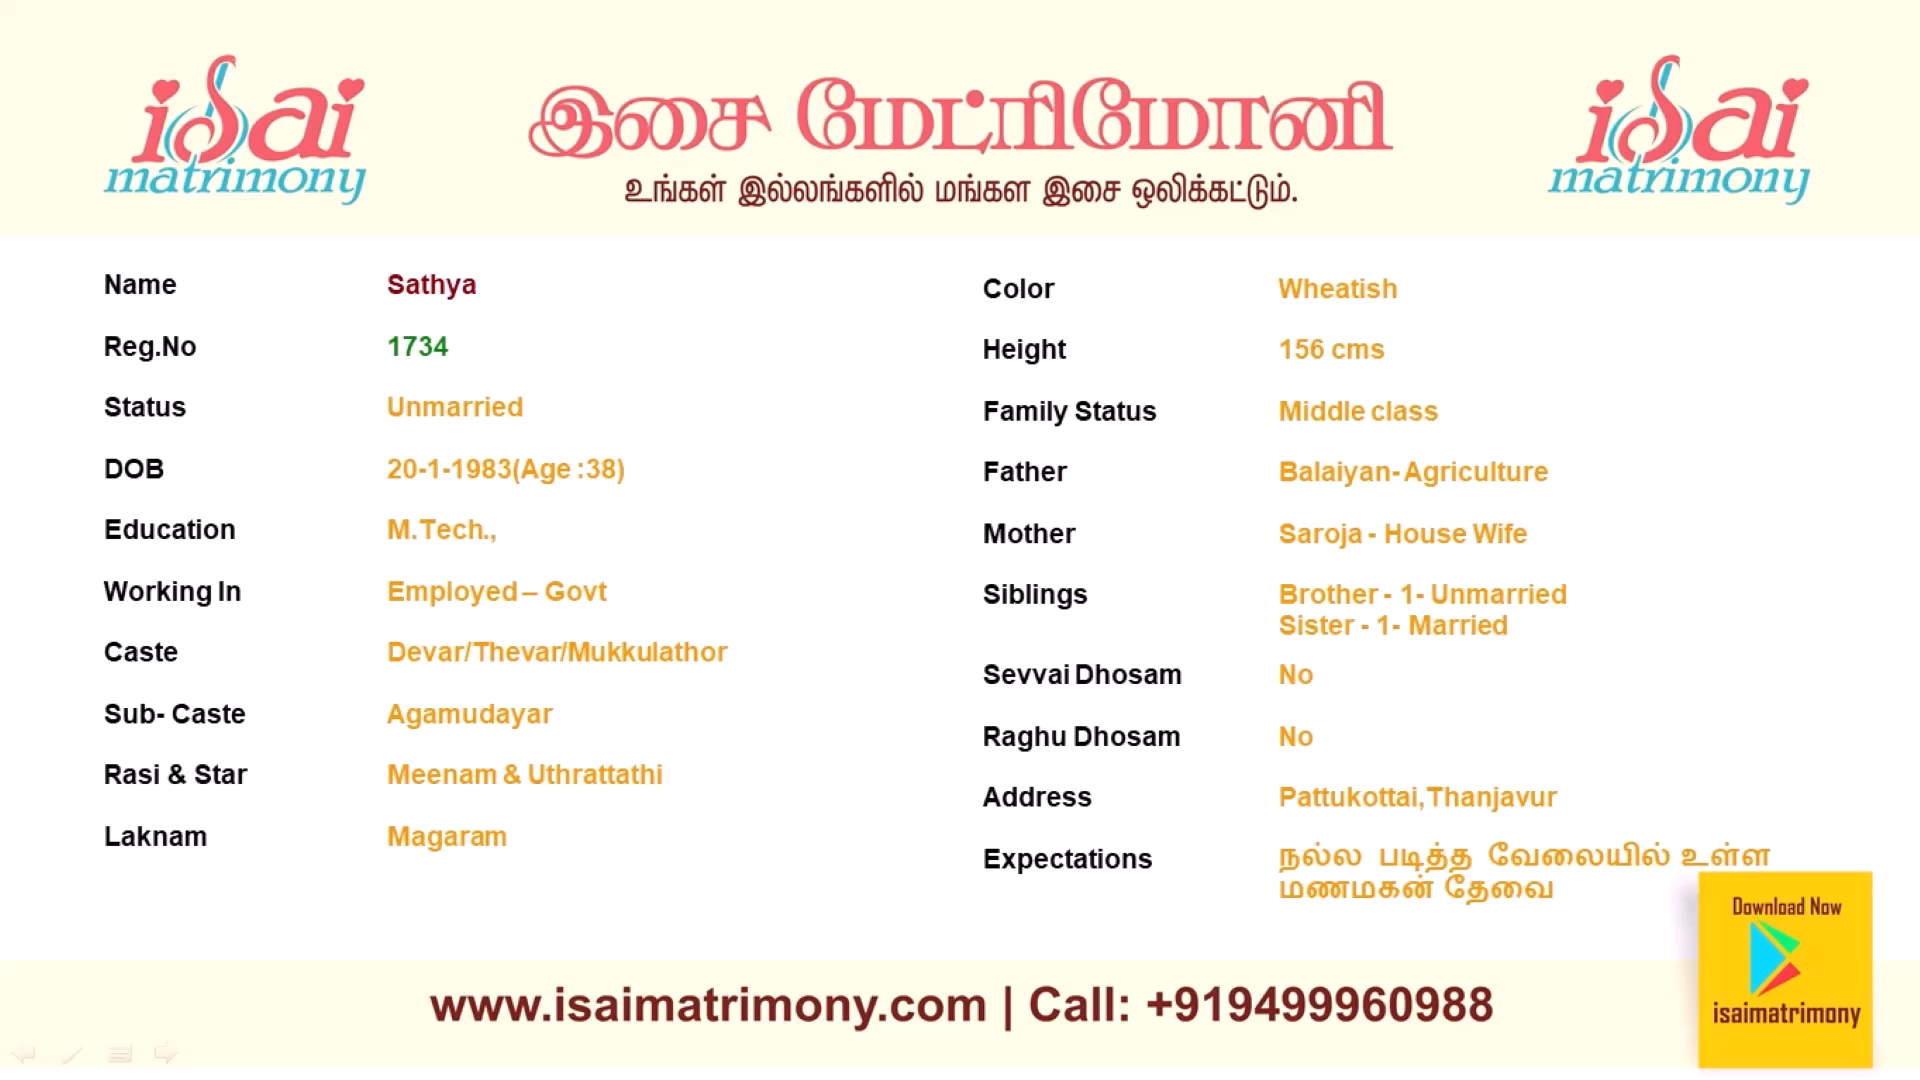 isai
matrimony
இசை மேட்ரிமோனி
உங்கள் இல்லங்களில் மங்கள இசை ஒலிக்கட்டும்.
isai
matrimony
Name Sathya
Reg.No 1734
Status Unmarried
DOB 20-1-1983(Age :38)
Education M.Tech.,
Working In Employed – Govt
Caste Devar/Thevar/Mukkulathor
Sub- Caste Agamudayar
Rasi & Star Meenam & Uthrattathi
Laknam Magaram
Color Wheatish
Height 156 cms
Family Status Middle class
Father Balaiyan- Agriculture
Mother Saroja - House Wife
Siblings Brother - 1- Unmarried
Sister - 1- Married
Sevvai Dhosam No
Raghu Dhosam No
Address Pattukottai,Thanjavur
Expectations நல்ல படித்த வேலையில் உள்ள
மணமகன் தேவை
Download Now
isaimatrimony
www.isaimatrimony.com | Call: +919499960988